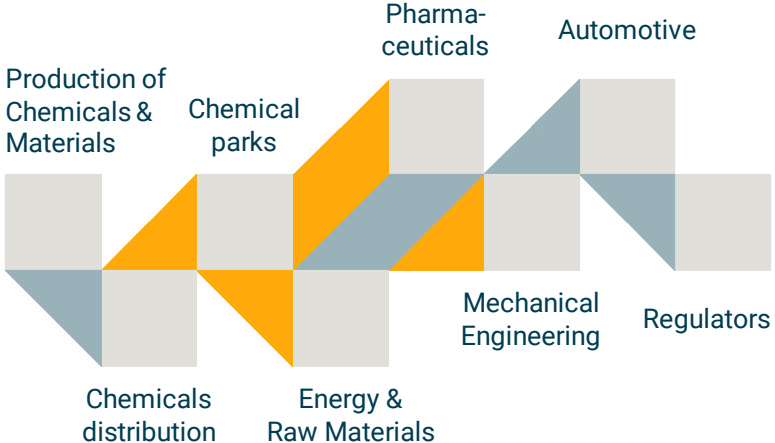 Production of
Chemicals &
Materials
Chemicals
distribution
Chemical
parks
Energy &
Raw Materials
Pharma-
ceuticals
Mechanical
Engineering
Automotive
Regulators